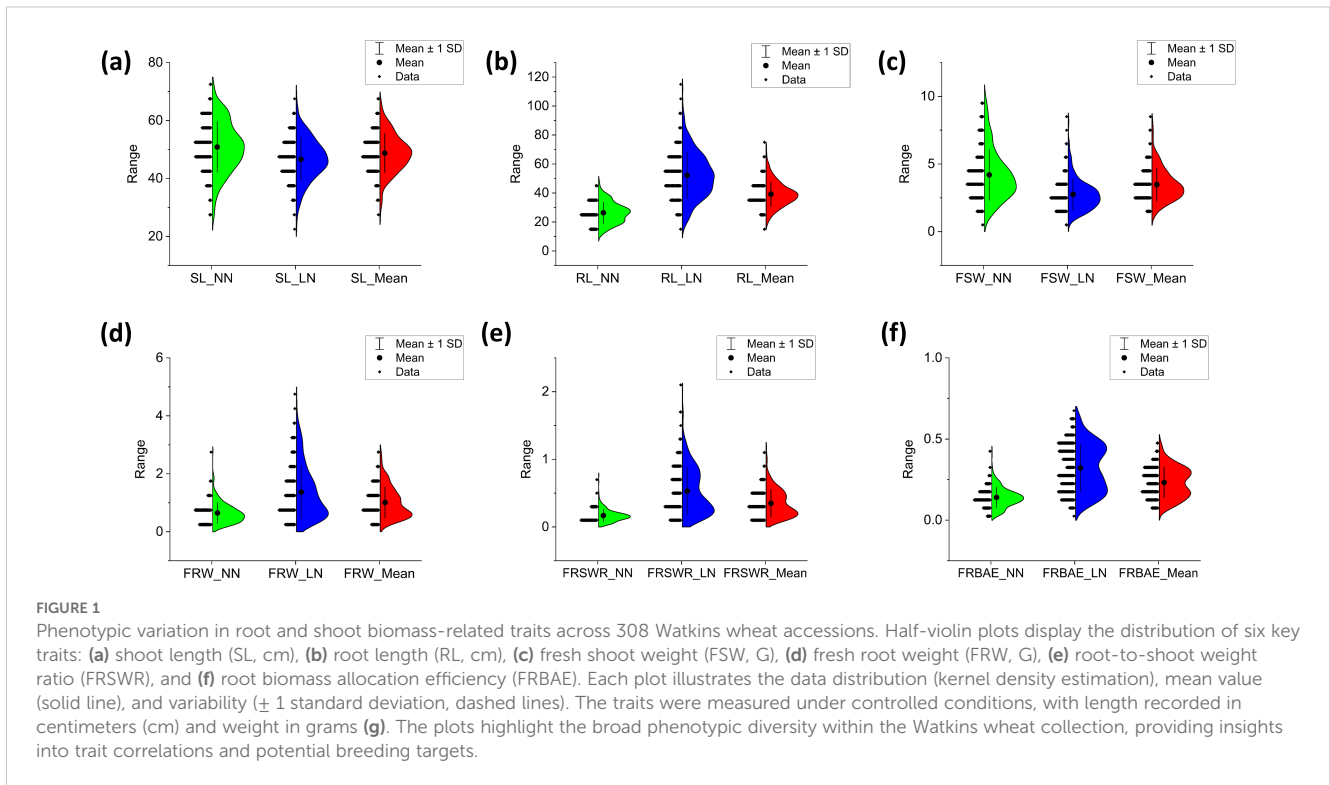 (a)
Mean ± 1 SD
Mean
Data
80
60
40
20
Range
SL_NN
SL_LN
SL_Mean
(b)
Mean ± 1 SD
Mean
Data
120
100
80
60
40
20
0
Range
RL_NN
RL_LN
RL_Mean
(c)
Mean ± 1 SD
Mean
Data
10
5
0
Range
FSW_NN
FSW_LN
FSW_Mean
(d)
Mean ± 1 SD
Mean
Data
6
4
2
0
Range
FRW_NN
FRW_LN
FRW_Mean
(e)
Mean ± 1 SD
Mean
Data
2
1
0
Range
FRSWR_NN
FRSWR_LN
FRSWR_Mean
(f)
Mean ± 1 SD
Mean
Data
1.0
0.5
0.0
Range
FRBAE_NN
FRBAE_LN
FRBAE_Mean
FIGURE 1
Phenotypic variation in root and shoot biomass-related traits across 308 Watkins wheat accessions. Half-violin plots display the distribution of six key
traits: (a) shoot length (SL, cm), (b) root length (RL, cm), (c) fresh shoot weight (FSW, G), (d) fresh root weight (FRW, G), (e) root-to-shoot weight
ratio (FRSWR), and (f) root biomass allocation efficiency (FRBAE). Each plot illustrates the data distribution (kernel density estimation), mean value
(solid line), and variability (± 1 standard deviation, dashed lines). The traits were measured under controlled conditions, with length recorded in
centimeters (cm) and weight in grams (g). The plots highlight the broad phenotypic diversity within the Watkins wheat collection, providing insights
into trait correlations and potential breeding targets.